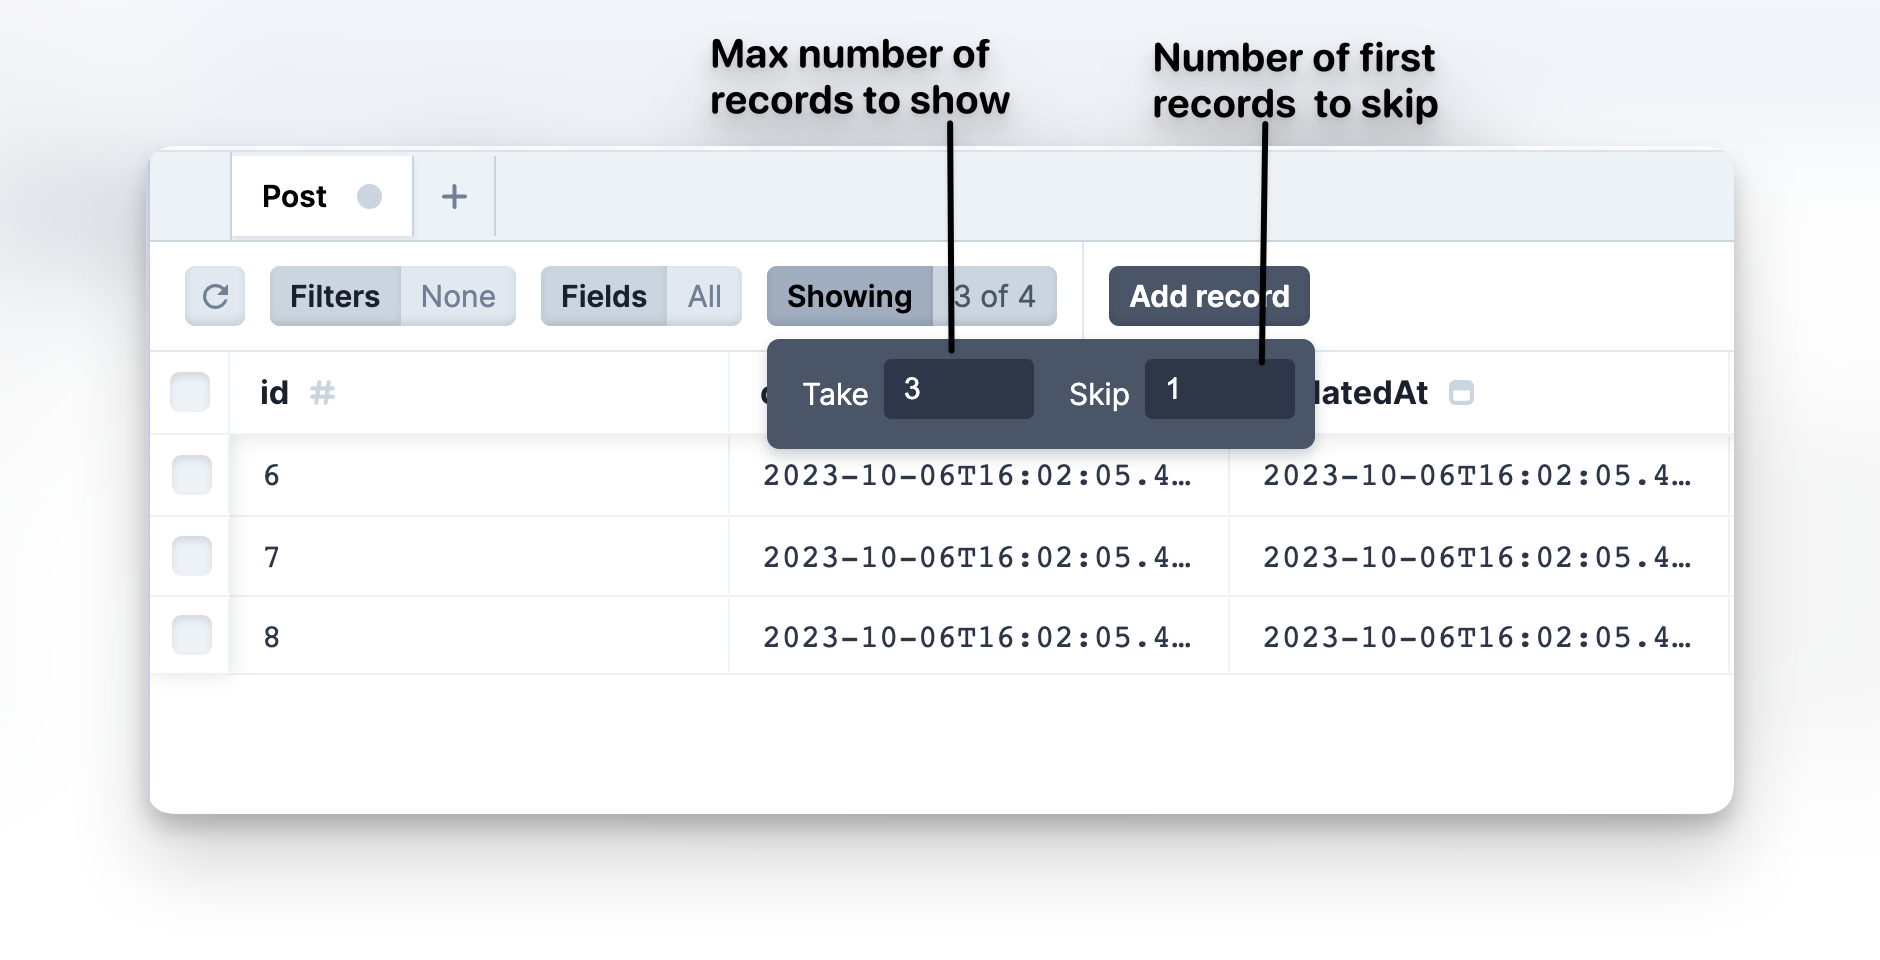 Max number of
records to show
Number of first
records to skip
Post
Filters None Fields All Showing 3 of 4 Add record
Take 3 Skip 1
id latedAt
6 2023-10-06T16:02:05.4… 2023-10-06T16:02:05.4…
7 2023-10-06T16:02:05.4… 2023-10-06T16:02:05.4…
8 2023-10-06T16:02:05.4… 2023-10-06T16:02:05.4…